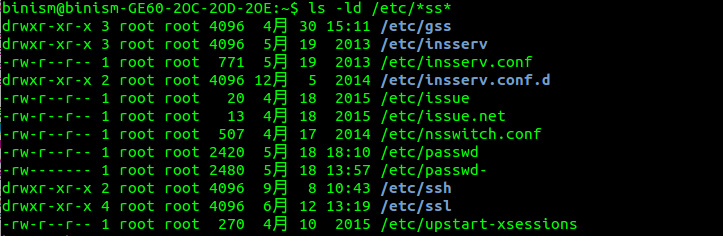 binism@binism-GE60-2OC-2OD-2OE:~$ ls -ld /etc/*ss*
drwxr-xr-x 3 root root 4096  4月 30 15:11 /etc/gss
drwxr-xr-x 3 root root 4096  5月 19  2013 /etc/insserv
-rw-r--r-- 1 root root  771  5月 19  2013 /etc/insserv.conf
drwxr-xr-x 2 root root 4096 12月  5  2014 /etc/insserv.conf.d
-rw-r--r-- 1 root root   20  4月 18  2015 /etc/issue
-rw-r--r-- 1 root root   13  4月 18  2015 /etc/issue.net
-rw-r--r-- 1 root root  507  4月 17  2014 /etc/nsswitch.conf
-rw-r--r-- 1 root root 2420  5月 18 18:10 /etc/passwd
-rw------- 1 root root 2480  5月 18 13:57 /etc/passwd-
drwxr-xr-x 2 root root 4096  9月  8 10:43 /etc/ssh
drwxr-xr-x 4 root root 4096  6月 12 13:19 /etc/ssl
-rw-r--r-- 1 root root  270  4月 10  2015 /etc/upstart-xsessions